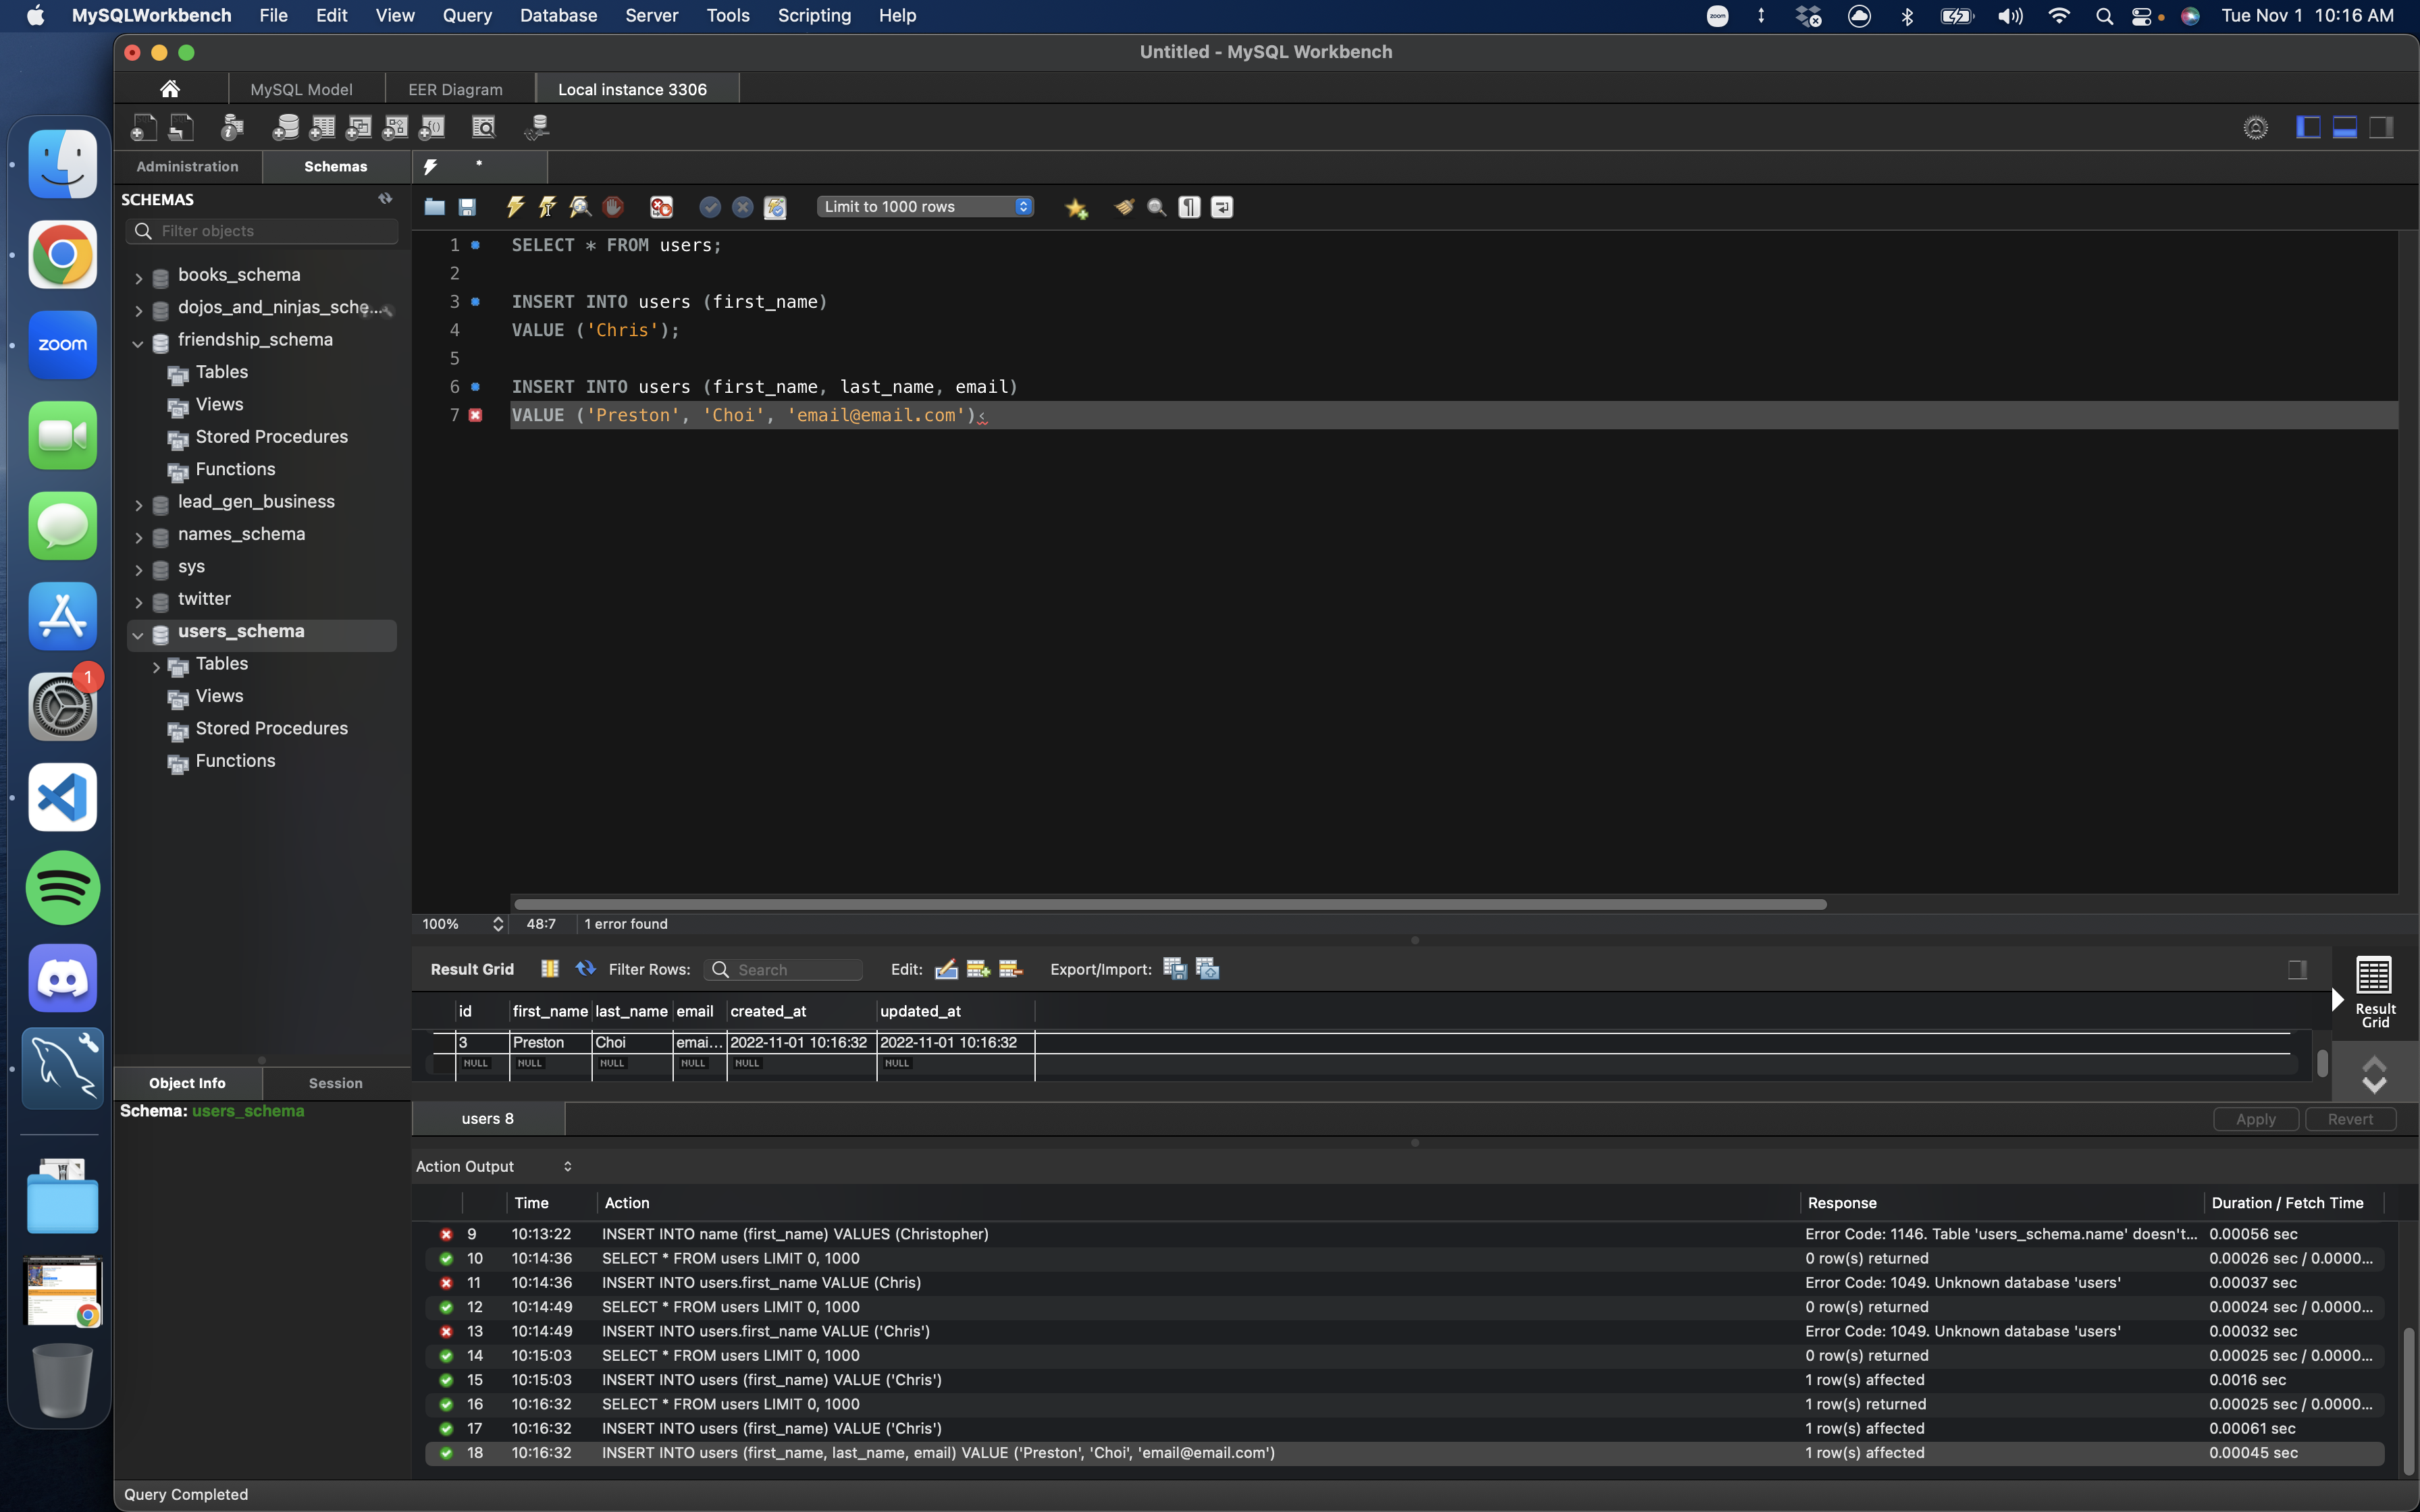 MySQLWorkbench File Edit View Query Database Server Tools Scripting Help zoom Tue Nov 1 10:16 AM
Untitled - MySQL Workbench
MySQL Model EER Diagram Local instance 3306
Administration Schemas *
SCHEMAS
Limit to 1000 rows
Filter objects
books_schema
dojos_and_ninjas_sche...
friendship_schema
Tables
Views
Stored Procedures
Functions
lead_gen_business
names_schema
sys
twitter
users_schema
Tables
Views
Stored Procedures
Functions
zoom
1
1 SELECT * FROM users;
2
3 INSERT INTO users (first_name)
4 VALUE ('Chris');
5
6 INSERT INTO users (first_name, last_name, email)
7 VALUE ('Preston', 'Choi', 'email@email.com')<
100% 48:7 1 error found
Result Grid Filter Rows: Search Edit: Export/Import:
Result
Grid
id first_name last_name email created_at updated_at
3 Preston Choi emai... 2022-11-01 10:16:32 2022-11-01 10:16:32
NULL NULL NULL NULL NULL NULL
Object Info Session
Schema: users_schema
users 8 Apply Revert
Action Output
Time Action Response Duration / Fetch Time
9 10:13:22 INSERT INTO name (first_name) VALUES (Christopher) Error Code: 1146. Table 'users_schema.name' doesn't... 0.00056 sec
10 10:14:36 SELECT * FROM users LIMIT 0, 1000 0 row(s) returned 0.00026 sec / 0.0000...
11 10:14:36 INSERT INTO users.first_name VALUE (Chris) Error Code: 1049. Unknown database 'users' 0.00037 sec
12 10:14:49 SELECT * FROM users LIMIT 0, 1000 0 row(s) returned 0.00024 sec / 0.0000...
13 10:14:49 INSERT INTO users.first_name VALUE ('Chris') Error Code: 1049. Unknown database 'users' 0.00032 sec
14 10:15:03 SELECT * FROM users LIMIT 0, 1000 0 row(s) returned 0.00025 sec / 0.0000...
15 10:15:03 INSERT INTO users (first_name) VALUE ('Chris') 1 row(s) affected 0.0016 sec
16 10:16:32 SELECT * FROM users LIMIT 0, 1000 1 row(s) returned 0.00025 sec / 0.0000...
17 10:16:32 INSERT INTO users (first_name) VALUE ('Chris') 1 row(s) affected 0.00061 sec
18 10:16:32 INSERT INTO users (first_name, last_name, email) VALUE ('Preston', 'Choi', 'email@email.com') 1 row(s) affected 0.00045 sec
Query Completed